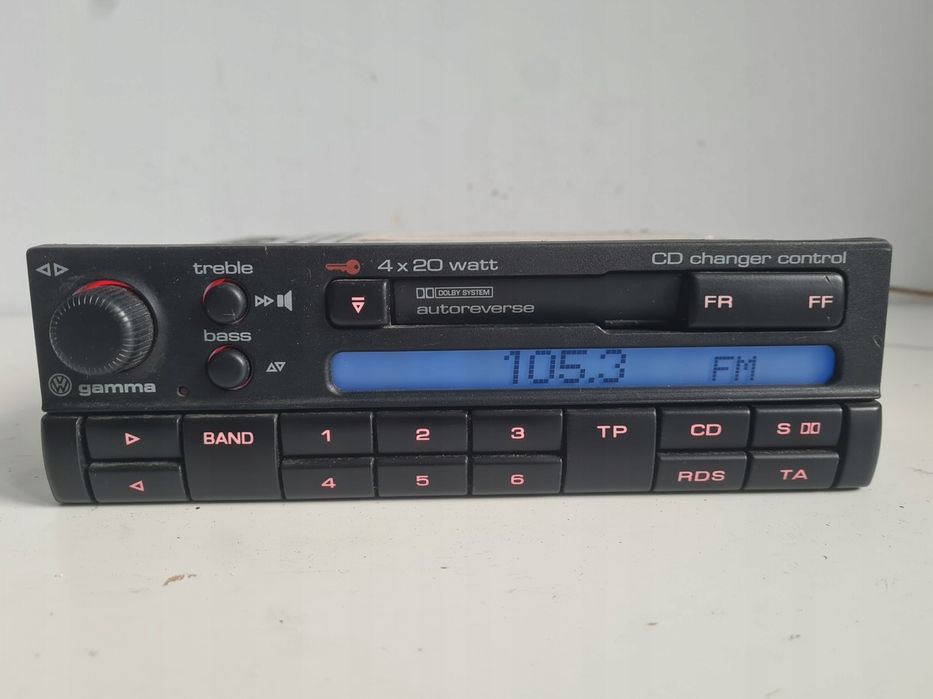 treble
4 x 20 watt
CD changer control
DOLBY SYSTEM
autoreverse
FR
FF
bass
105.3 FM
gamma
BAND
1
2
3
TP
CD
S
4
5
6
RDS
TA